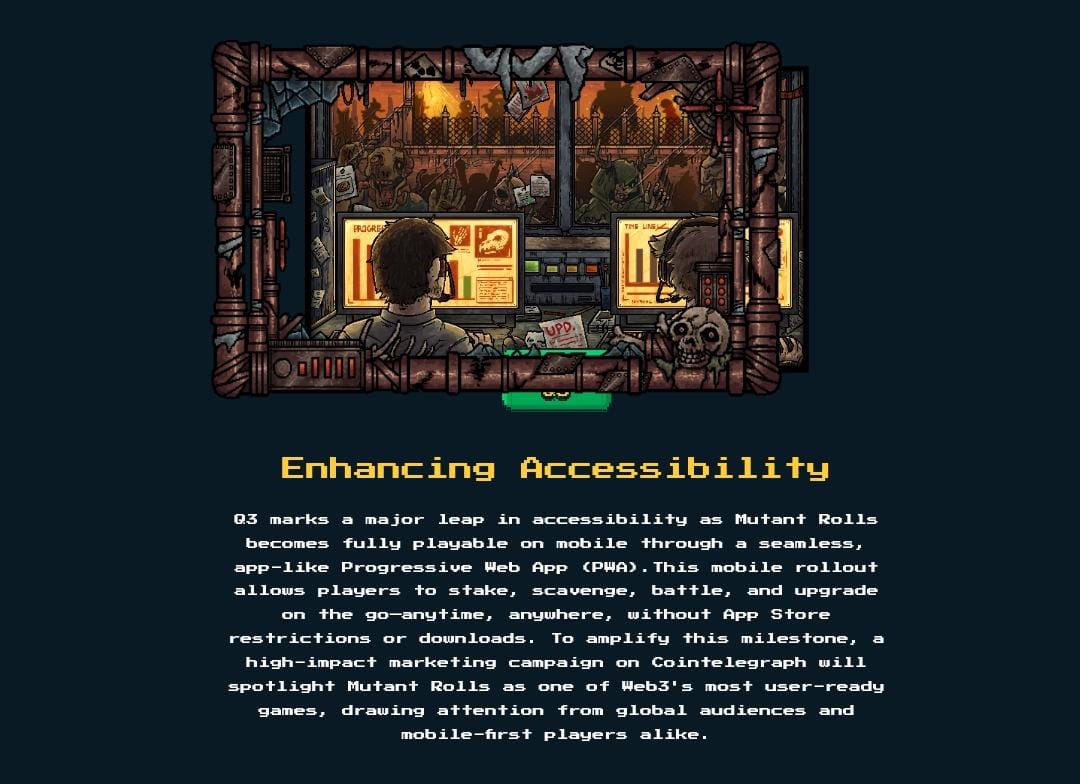 PROGRE
TIME LINE
UPD.
Enhancing Accessibility
Q3 marks a major leap in accessibility as Mutant Rolls
becomes fully playable on mobile through a seamless,
app-like Progressive Web App (PWA).This mobile rollout
allows players to stake, scavenge, battle, and upgrade
on the go—anytime, anywhere, without App Store
restrictions or downloads. To amplify this milestone, a
high-impact marketing campaign on Cointelegraph will
spotlight Mutant Rolls as one of Web3's most user-ready
games, drawing attention from global audiences and
mobile-first players alike.